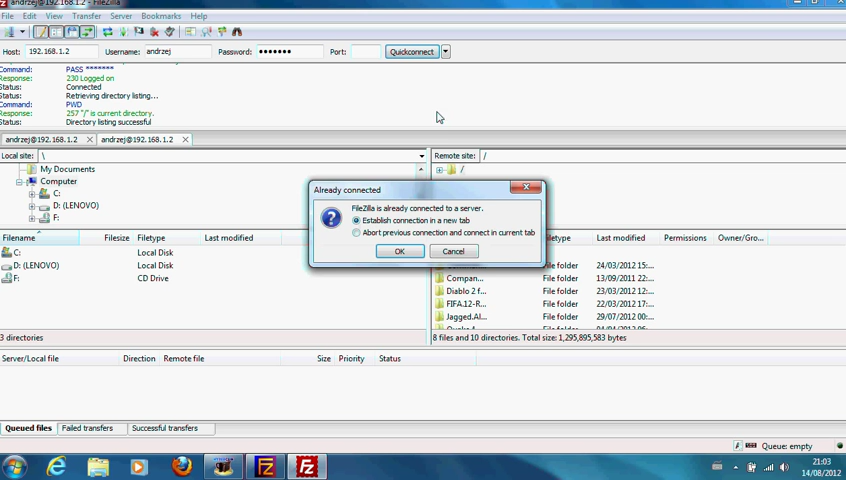 andrzej@192.168.1.2 - FileZilla
File Edit View Transfer Server Bookmarks Help
Host: 192.168.1.2 Username: andrzej Password: ●●●●●●● Port: Quickconnect
Command: PASS *******
Response: 230 Logged on
Status: Connected
Status: Retrieving directory listing...
Command: PWD
Response: 257 "/" is current directory.
Status: Directory listing successful
andrzej@192.168.1.2 andrzej@192.168.1.2
Local site: \
Remote site: /
My Documents
Computer
C:
D: (LENOVO)
F:
/
Already connected
FileZilla is already connected to a server.
Establish connection in a new tab
Abort previous connection and connect in current tab
OK Cancel
Filename Filesize Filetype Last modified
C: Local Disk
D: (LENOVO) Local Disk
F: CD Drive
3 directories
Filetype Last modified Permissions Owner/Gro...
File folder 24/03/2012 15:...
Compan... File folder 13/09/2011 22:...
Diablo 2 f... File folder 23/03/2012 18:...
FIFA.12-R... File folder 22/03/2012 17:...
Jagged.Al... File folder 29/07/2012 00:...
8 files and 10 directories. Total size: 1,295,895,583 bytes
Server/Local file Direction Remote file Size Priority Status
Queued files Failed transfers Successful transfers
Queue: empty
21:03
14/08/2012